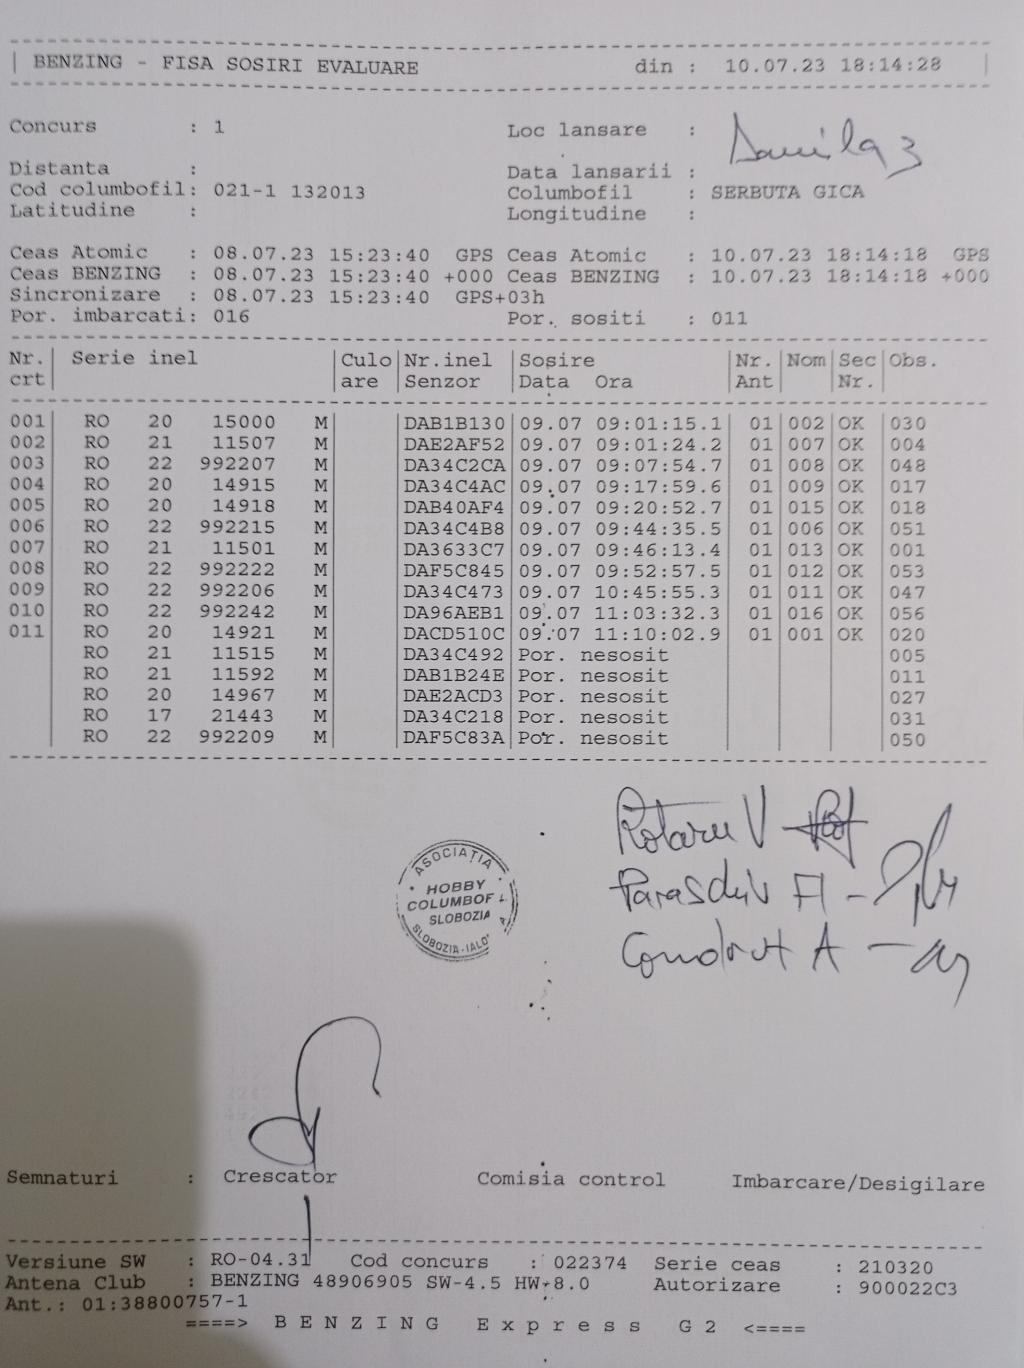 BENZING - FISA SOSIRI EVALUARE din : 10.07.23 18:14:28
Concurs : 1 Loc lansare : Danila 3
Distanta : Data lansarii :
Cod columbofil: 021-1 132013 Columbofil : SERBUTA GICA
Latitudine : Longitudine :
Ceas Atomic : 08.07.23 15:23:40 GPS Ceas Atomic : 10.07.23 18:14:18 GPS
Ceas BENZING : 08.07.23 15:23:40 +000 Ceas BENZING : 10.07.23 18:14:18 +000
Sincronizare : 08.07.23 15:23:40 GPS+03h
Por. imbarcati: 016 Por. sositi : 011
Nr. Serie inel Culo Nr.inel Sosire Nr. Nom Sec Obs.
crt are Senzor Data Ora Ant Nr.
001 RO 20 15000 M DAB1B130 09.07 09:01:15.1 01 002 OK 030
002 RO 21 11507 M DAE2AF52 09.07 09:01:24.2 01 007 OK 004
003 RO 22 992207 M DA34C2CA 09.07 09:07:54.7 01 008 OK 048
004 RO 20 14915 M DA34C4AC 09.07 09:17:59.6 01 009 OK 017
005 RO 20 14918 M DAB40AF4 09.07 09:20:52.7 01 015 OK 018
006 RO 22 992215 M DA34C4B8 09.07 09:44:35.5 01 006 OK 051
007 RO 21 11501 M DA3633C7 09.07 09:46:13.4 01 013 OK 001
008 RO 22 992222 M DAF5C845 09.07 09:52:57.5 01 012 OK 053
009 RO 22 992206 M DA34C473 09.07 10:45:55.3 01 011 OK 047
010 RO 22 992242 M DA96AEB1 09.07 11:03:32.3 01 016 OK 056
011 RO 20 14921 M DACD510C 09.07 11:10:02.9 01 001 OK 020
RO 21 11515 M DA34C492 Por. nesosit 005
RO 21 11592 M DAB1B24E Por. nesosit 011
RO 20 14967 M DAE2ACD3 Por. nesosit 027
RO 17 21443 M DA34C218 Por. nesosit 031
RO 22 992209 M DAF5C83A Por. nesosit 050
Rotaru V -
ASOCIAȚIA
HOBBY
COLUMBOF
SLOBOZIA
SLOBOZIA-IALO
Fl -
A -
Semnaturi : Crescator Comisia control Imbarcare/Desigilare
Versiune SW : RO-04.31 Cod concurs : 022374 Serie ceas : 210320
Antena Club : BENZING 48906905 SW-4.5 HW-8.0 Autorizare : 900022C3
Ant.: 01:38800757-1
====> B E N Z I N G E x p r e s s G 2 <====